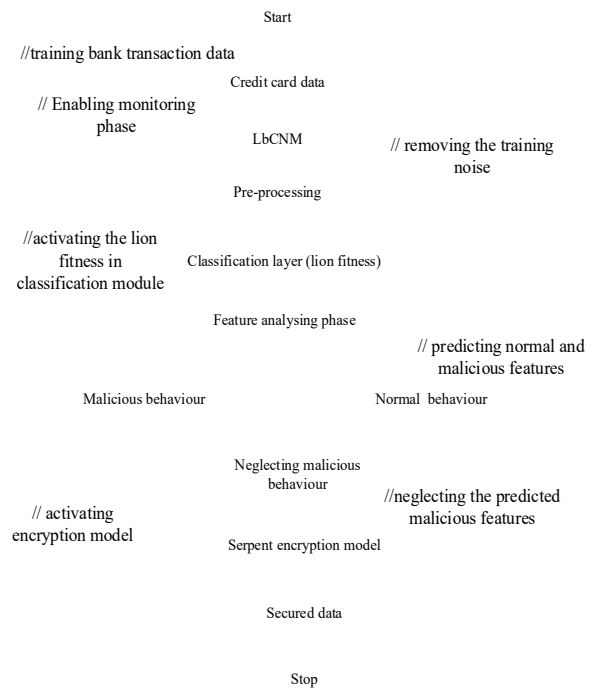 Start
//training bank transaction data
Credit card data
// Enabling monitoring
phase
LbCNM
// removing the training
noise
Pre-processing
//activating the lion
fitness in
classification module
Classification layer (lion fitness)
Feature analysing phase
// predicting normal and
malicious features
Malicious behaviour
Normal behaviour
Neglecting malicious
behaviour
//neglecting the predicted
malicious features
// activating
encryption model
Serpent encryption model
Secured data
Stop